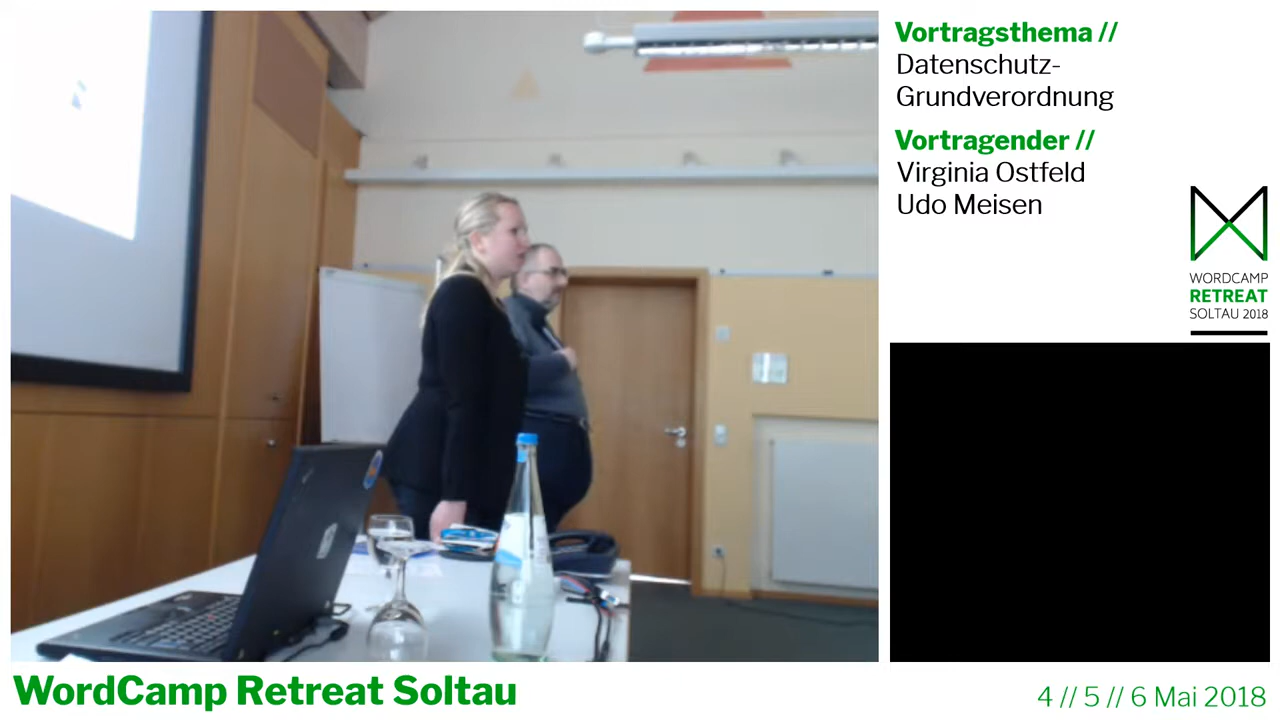 Vortragsthema //
Datenschutz-
Grundverordnung
Vortragender //
Virginia Ostfeld
Udo Meisen
WORDCAMP
RETREAT
SOLTAU 2018
WordCamp Retreat Soltau
4 // 5 // 6 Mai 2018